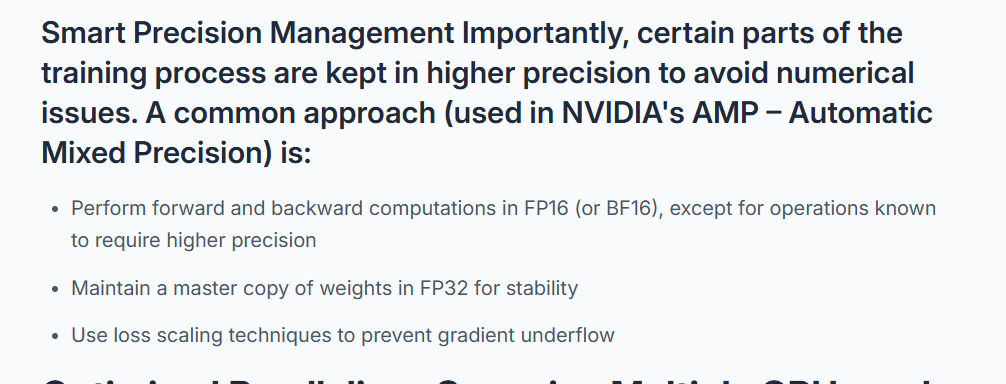 Smart Precision Management Importantly, certain parts of the
training process are kept in higher precision to avoid numerical
issues. A common approach (used in NVIDIA's AMP – Automatic
Mixed Precision) is:
• Perform forward and backward computations in FP16 (or BF16), except for operations known
to require higher precision
• Maintain a master copy of weights in FP32 for stability
• Use loss scaling techniques to prevent gradient underflow